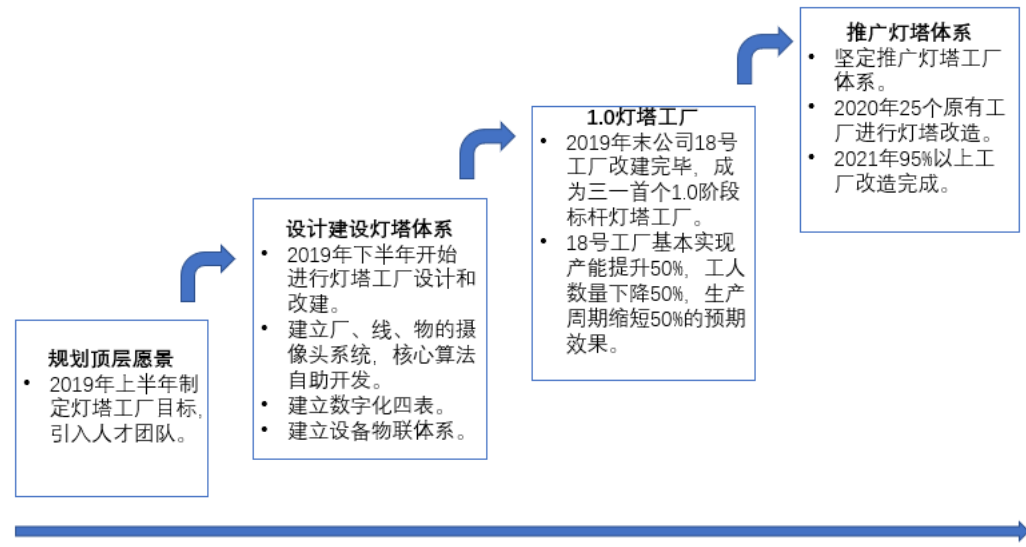 规划顶层愿景
• 2019年上半年制
定灯塔工厂目标,
引入人才团队。
设计建设灯塔体系
• 2019年下半年开始
进行灯塔工厂设计和
改建。
• 建立厂、线、物的摄
像头系统，核心算法
自助开发。
• 建立数字化四表。
• 建立设备物联体系。
1.0灯塔工厂
• 2019年末公司18号
工厂改建完毕，成
为三一首个1.0阶段
标杆灯塔工厂。
• 18号工厂基本实现
产能提升50%，工人
数量下降50%，生产
周期缩短50%的预期
效果。
推广灯塔体系
• 坚定推广灯塔工厂
体系。
• 2020年25个原有工
厂进行灯塔改造。
• 2021年95%以上工
厂改造完成。